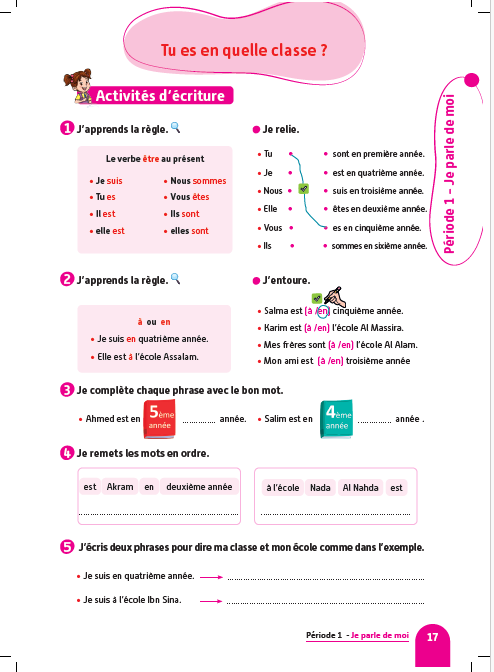 Tu es en quelle classe ?
Activités d'écriture
1 J'apprends la règle.
Le verbe être au présent
• Je suis
• Tu es
• Il est
• elle est
• Nous sommes
• Vous êtes
• Ils sont
• elles sont
• Je relie.
• Tu • • sont en première année.
• Je • • est en quatrième année.
• Nous • • suis en troisième année.
• Elle • • êtes en deuxième année.
• Vous • • es en cinquième année.
• Ils • • sommes en sixième année.
Période 1 - Je parle de moi
2 J'apprends la règle.
à ou en
• Je suis en quatrième année.
• Elle est à l'école Assalam.
• J'entoure.
• Salma est (à /en) cinquième année.
• Karim est (à /en) l'école Al Massira.
• Mes frères sont (à /en) l'école Al Alam.
• Mon ami est (à /en) troisième année
3 Je complète chaque phrase avec le bon mot.
• Ahmed est en 5ème année .............. année.
• Salim est en 4ème année .............. année .
4 Je remets les mots en ordre.
est Akram en deuxième année
à l'école Nada Al Nahda est
5 J'écris deux phrases pour dire ma classe et mon école comme dans l'exemple.
• Je suis en quatrième année.
• Je suis à l'école Ibn Sina.
Période 1 - Je parle de moi
17